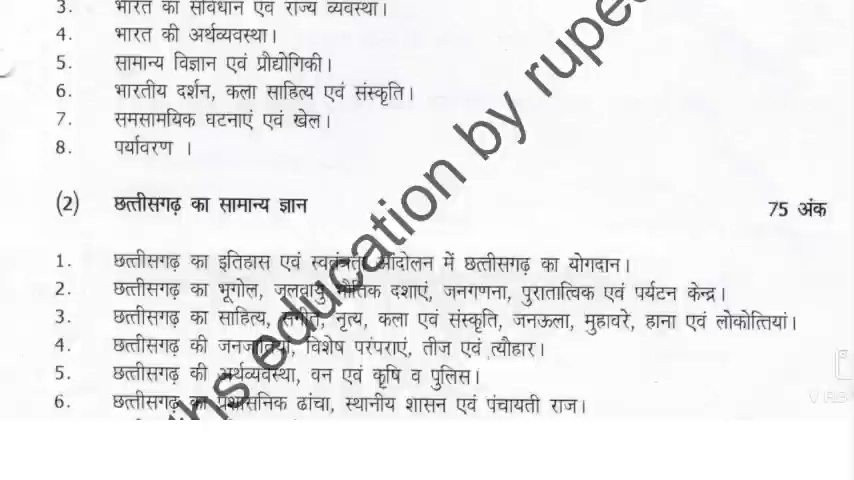 3. भारत का संविधान एवं राज्य व्यवस्था।
4. भारत की अर्थव्यवस्था।
5. सामान्य विज्ञान एवं प्रौद्योगिकी।
6. भारतीय दर्शन, कला साहित्य एवं संस्कृति।
7. समसामयिक घटनाएं एवं खेल।
8. पर्यावरण ।
(2) छत्तीसगढ़ का सामान्य ज्ञान 75 अंक
1. छत्तीसगढ़ का इतिहास एवं स्वतंत्रता आंदोलन में छत्तीसगढ़ का योगदान।
2. छत्तीसगढ़ का भूगोल, जलवायु, भौतिक दशाएं, जनगणना, पुरातात्विक एवं पर्यटन केन्द्र।
3. छत्तीसगढ़ का साहित्य, संगीत, नृत्य, कला एवं संस्कृति, जनऊला, मुहावरे, हाना एवं लोकोत्तियां।
4. छत्तीसगढ़ की जनजातियां, विशेष परंपराएं, तीज एवं त्यौहार।
5. छत्तीसगढ़ की अर्थव्यवस्था, वन एवं कृषि व पुलिस।
6. छत्तीसगढ़ का प्रशासनिक ढांचा, स्थानीय शासन एवं पंचायती राज।
education by